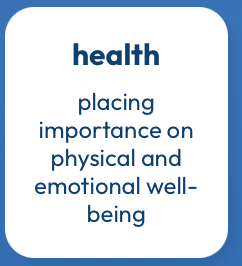 health
placing
importance on
physical and
emotional well-
being